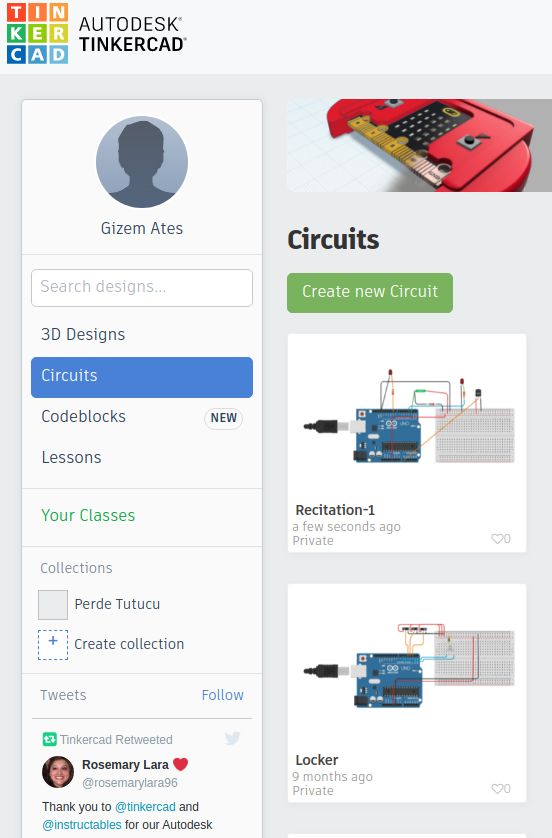 TIN
KER
CAD
AUTODESK®
TINKERCAD®
Gizem Ates
Search designs...
3D Designs
Circuits
Codeblocks NEW
Lessons
Your Classes
Collections
Perde Tutucu
+ Create collection
Tweets Follow
Tinkercad Retweeted
Rosemary Lara ❤
@rosemarylara96
Thank you to @tinkercad and
@instructables for our Autodesk
Circuits
Create new Circuit
Recitation-1
a few seconds ago
Private
0
Locker
9 months ago
Private
0